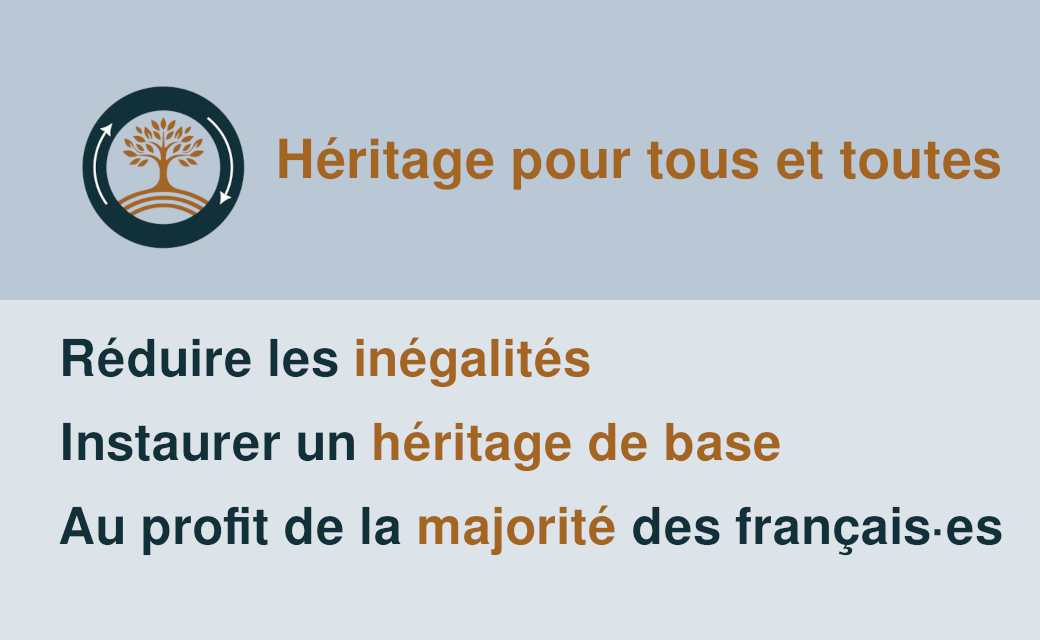 Héritage pour tous et toutes
Réduire les inégalités
Instaurer un héritage de base
Au profit de la majorité des français·es